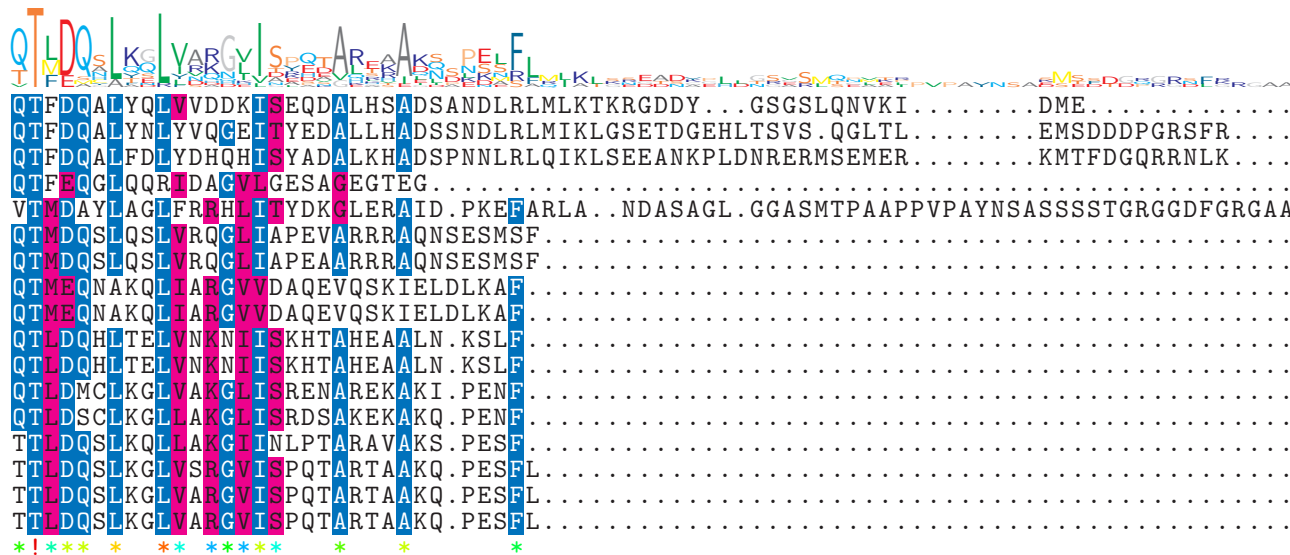 QTFDQALYQLVVDDKISEQDALHSADSANDLRLMLKTKRGDDY...GSGSLQNVKI        DME.............
QTFDQALYNLYVQGEITYEDALLHADSSNDLRLMIKLGSETDGEHLTSVS.QGLTL        EMSDDDPGRSFR....
QTFDQALFDLYDHQHISYADALKHADSPNNLRLQIKLSEEANKPLDNRERMSEMER        KMTFDGQRRNLK....
QTFEQGLQQRIDAGVLGESAGEGTEG......................................................
VTMDAYLAGLFRRHLITYDKGLERAID.PKEFARLA..NDASAGL.GGASMTPAAPPVPAYNSASSSSTGRGGDFGRGAA
QTMDQSLQSLVRQGLIAPEVARRRAQNSESMSF...............................................
QTMDQSLQSLVRQGLIAPEAARRRAQNSESMSF...............................................
QTMEQNAKQLIARGVVDAQEVQSKIELDLKAF................................................
QTMEQNAKQLIARGVVDAQEVQSKIELDLKAF................................................
QTLDQHLTELVNKNIISKHTAHEAALN.KSLF................................................
QTLDQHLTELVNKNIISKHTAHEAALN.KSLF................................................
QTLDMCLKGLVAKGLISRENAREKAKI.PENF................................................
QTLDSCLKGLLAKGLISRDSAKEKAKQ.PENF................................................
TTLDQSLKQLLAKGIINLPTARAVAKS.PESF................................................
TTLDQSLKGLVSRGVISPQTARTAAKQ.PESFL...............................................
TTLDQSLKGLVARGVISPQTARTAAKQ.PESFL...............................................
TTLDQSLKGLVARGVISPQTARTAAKQ.PESFL...............................................
*!*** *  ** *****   *   *      *